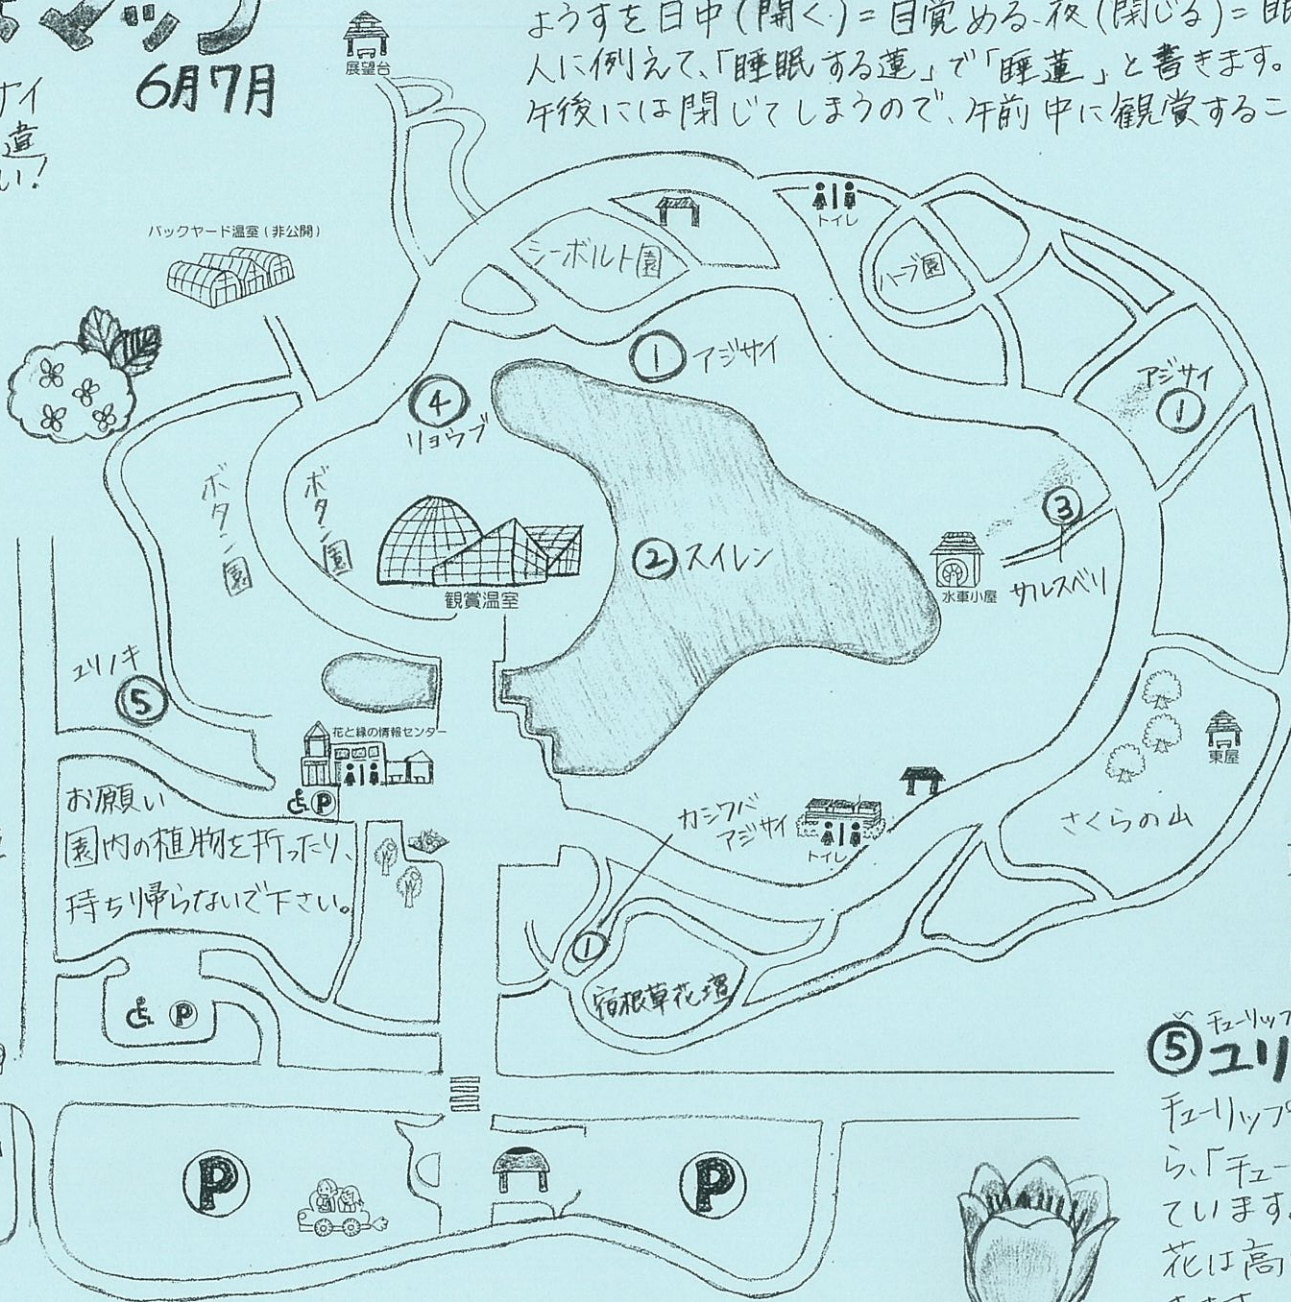 マップ
6月7月
ようすを日中(開く)=目覚める.夜(閉じる)=眠
人に例えて、「睡眠する蓮」で「睡蓮」と書きます。
午後には閉じてしまうので、午前中に観賞するこ
ナイ
違
い!
展望台
バックヤード温室(非公開)
シーボルト園
トイレ
ハーブ園
① アジサイ
アジサイ
①
④
リョウブ
ボタン園
ボタン園
観賞温室
②スイレン
③
サルスベリ
水車小屋
ユリノキ
⑤
花と緑の情報センター
P
お願い
園内の植物を折ったり、
持ち帰らないで下さい。
P
カシワバ
アジサイ
トイレ
①
宿根草花壇
東屋
さくらの山
P
P
チューリップ
⑤ユリ
チューリップ
ら、「チュー
ています。
花は高